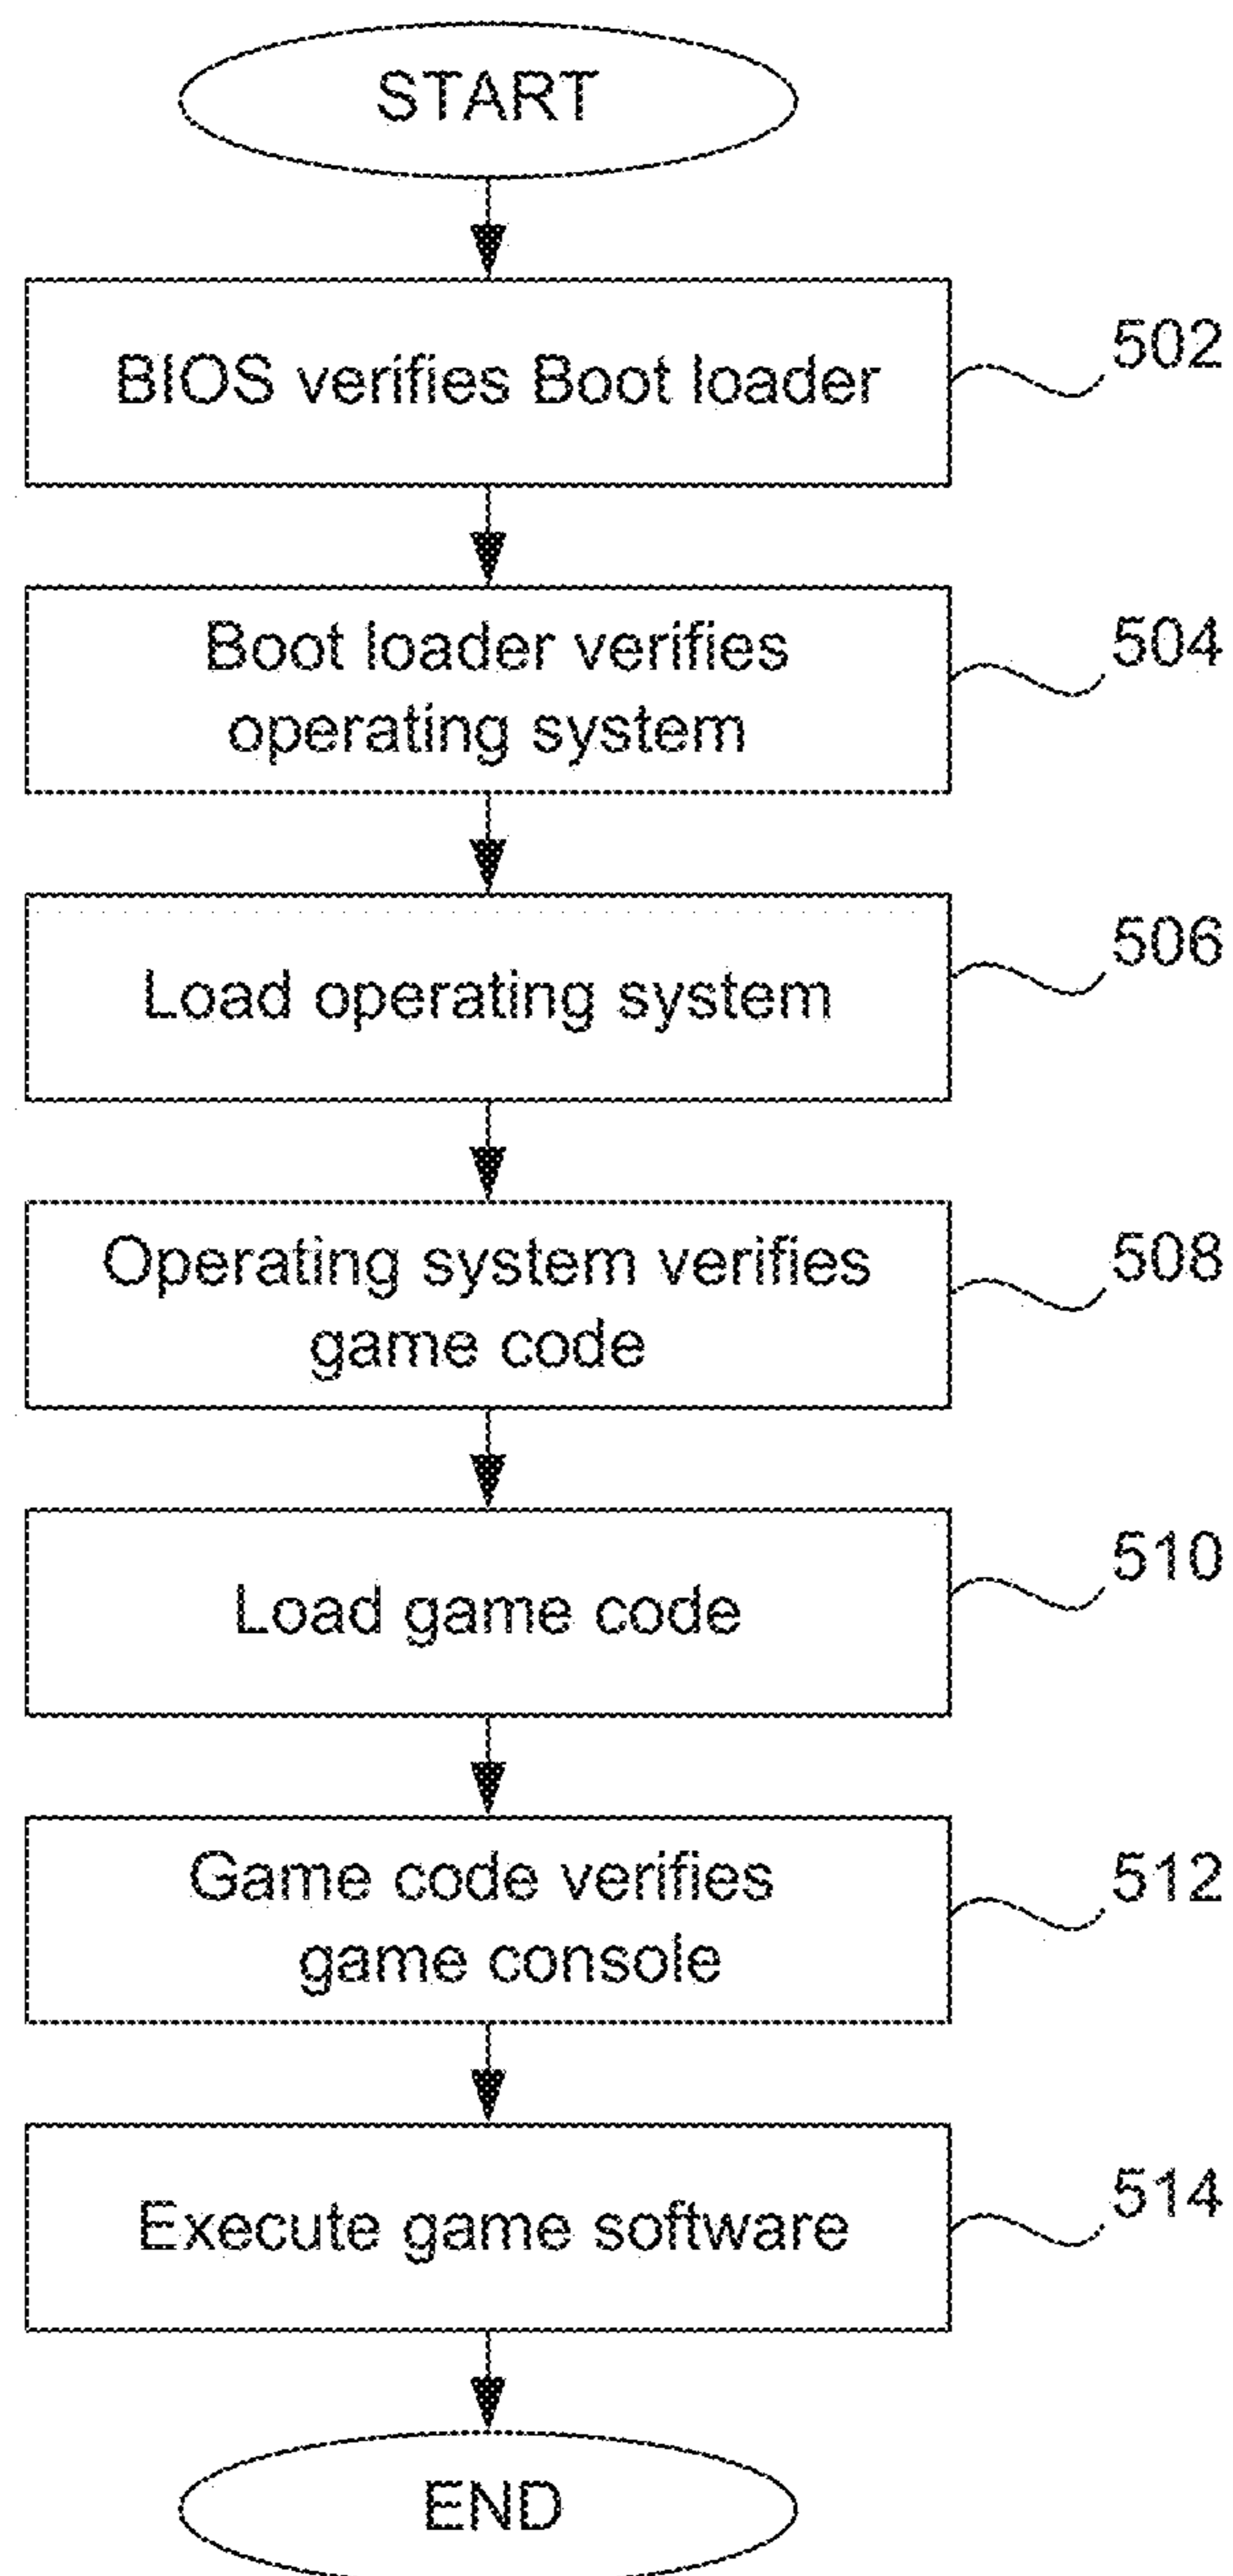 START
BIOS verifies Boot loader
502
Boot loader verifies
operating system
504
Load operating system
506
Operating system verifies
game code
508
Load game code
510
Game code verifies
game console
512
Execute game software
514
END